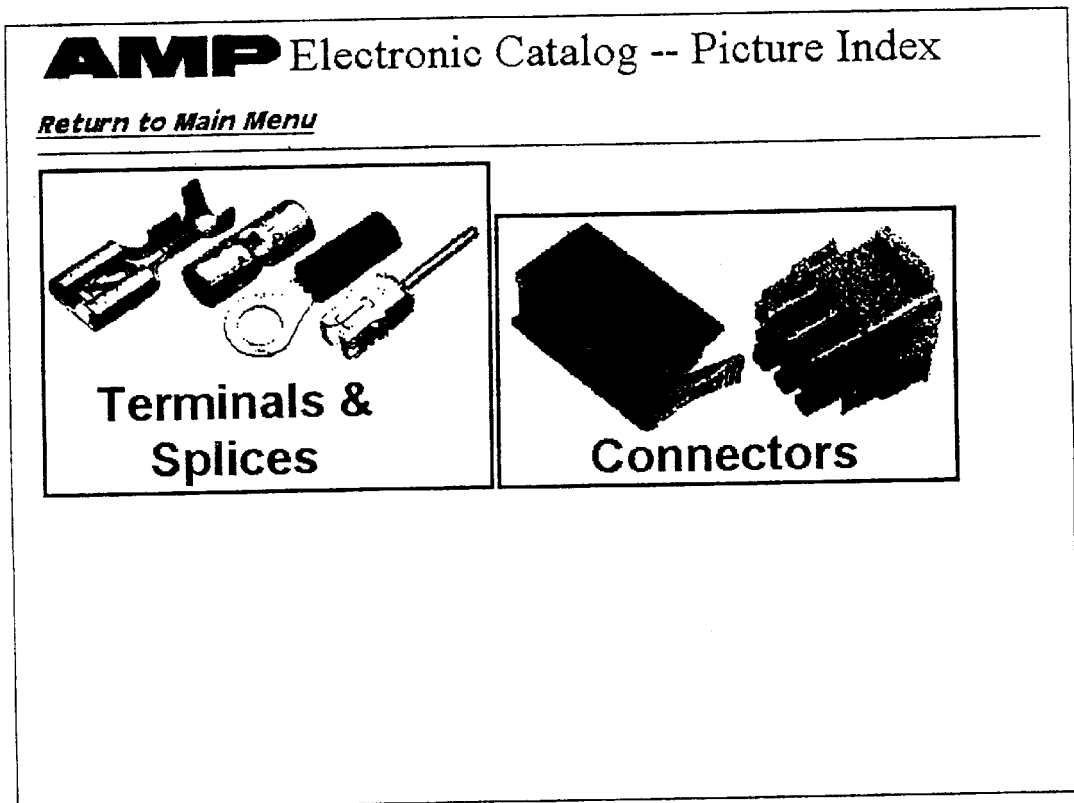 AMP Electronic Catalog -- Picture Index
Return to Main Menu
Terminals &
Splices
Connectors